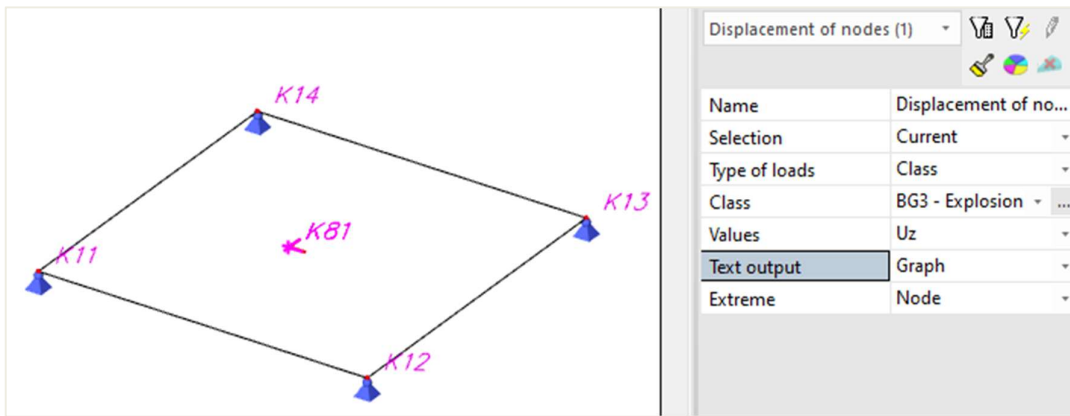 K14
K13
K81
K11
K12
Displacement of nodes (1)
Name Displacement of no...
Selection Current
Type of loads Class
Class BG3 - Explosion ...
Values Uz
Text output Graph
Extreme Node